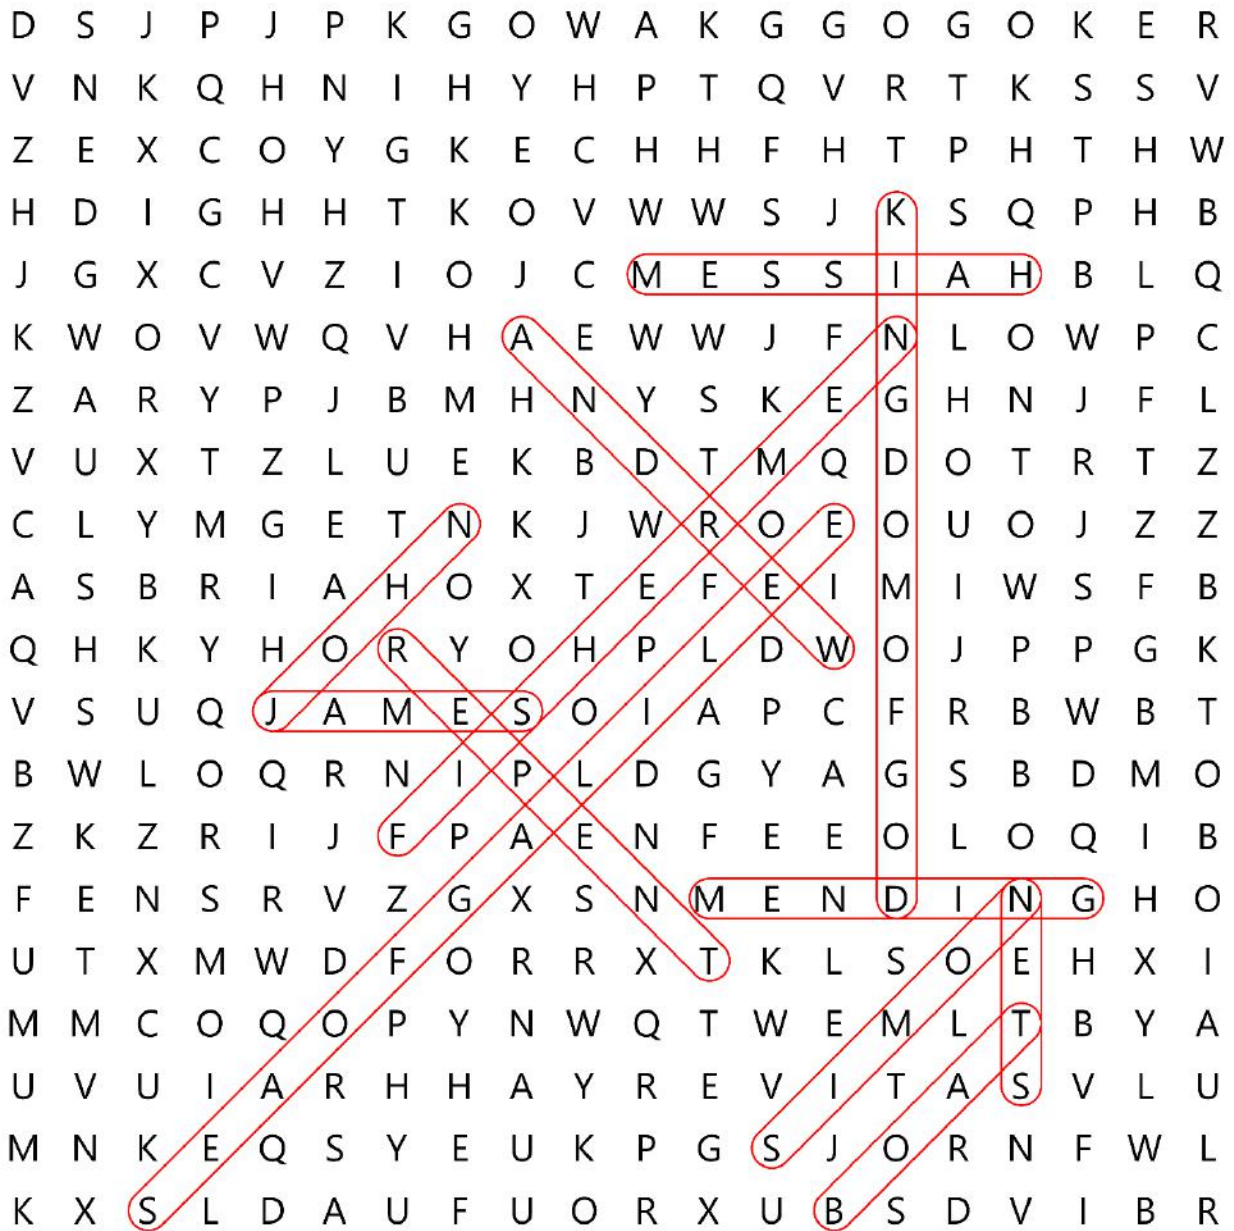 D S J P J P K G O W A K G G O G O K E R
V N K Q H N I H Y H P T Q V R T K S S V
Z E X C O Y G K E C H H F H T P H T H W
H D I G H H T K O V W W S J K S Q P H B
J G X C V Z I O J C M E S S I A H B L Q
K W O V W Q V H A E W W J F N L O W P C
Z A R Y P J B M H N Y S K E G H N J F L
V U X T Z L U E K B D T M Q D O T R T Z
C L Y M G E T N K J W R O E O U O J Z Z
A S B R I A H O X T E F E I M I W S F B
Q H K Y H O R Y O H P L D W O J P P G K
V S U Q J A M E S O I A P C F R B W B T
B W L O Q R N I P L D G Y A G S B D M O
Z K Z R I J F P A E N F E E O L O Q I B
F E N S R V Z G X S N M E N D I N G H O
U T X M W D F O R R X T K L S O E H X I
M M C O Q O P Y N W Q T W E M L T B Y A
U V U I A R H H A Y R E V I T A S V L U
M N K E Q S Y E U K P G S J O R N F W L
K X S L D A U F U O R X U B S D V I B R